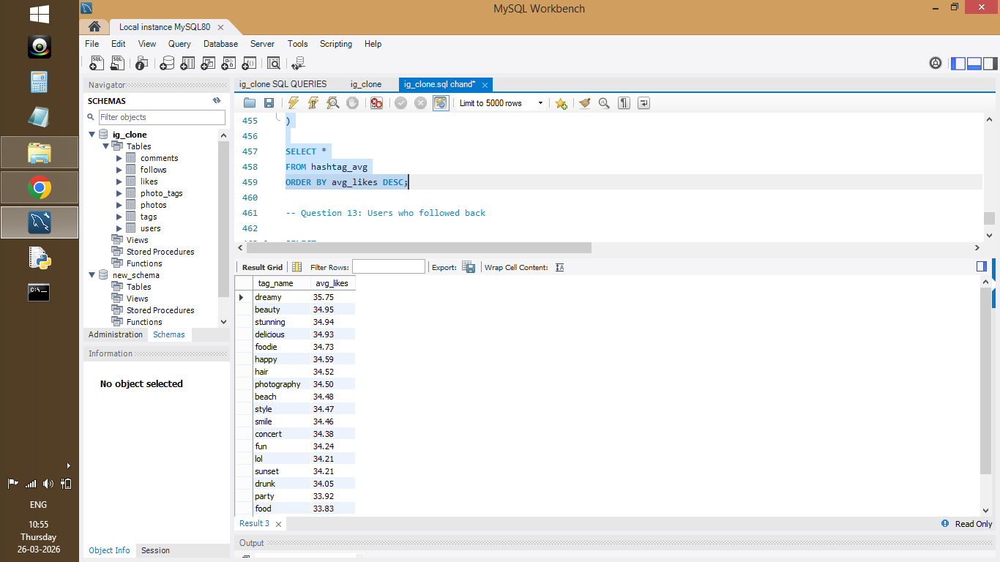 MySQL Workbench
Local instance MySQL80
File Edit View Query Database Server Tools Scripting Help
Navigator
SCHEMAS
Filter objects
ig_clone
Tables
comments
follows
likes
photo_tags
photos
tags
users
Views
Stored Procedures
Functions
new_schema
Tables
Views
Stored Procedures
Functions
Administration Schemas
Information
No object selected
Object Info Session
ig_clone SQL QUERIES ig_clone ig_clone.sql chand*
Limit to 5000 rows
455 )
456
457 SELECT *
458 FROM hashtag_avg
459 ORDER BY avg_likes DESC;
460
461 -- Question 13: Users who followed back
462
Result Grid Filter Rows: Export: Wrap Cell Content:
tag_name avg_likes
dreamy 35.75
beauty 34.95
stunning 34.94
delicious 34.93
foodie 34.73
happy 34.59
hair 34.52
photography 34.50
beach 34.48
style 34.47
smile 34.46
concert 34.38
fun 34.24
lol 34.21
sunset 34.21
drunk 34.05
party 33.92
food 33.83
Result 3 Read Only
Output
ENG
10:55
Thursday
26-03-2026